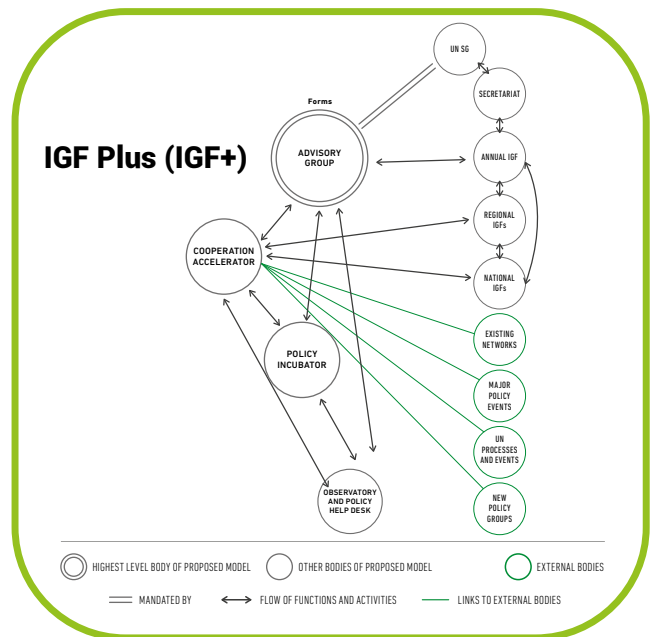 UN SG
SECRETARIAT
Forms
IGF Plus (IGF+)
ADVISORY
GROUP
ANNUAL IGF
REGIONAL
IGFs
COOPERATION
ACCELERATOR
NATIONAL
IGFs
EXISTING
NETWORKS
POLICY
INCUBATOR
MAJOR
POLICY
EVENTS
UN
PROCESSES
AND EVENTS
OBSERVATORY
AND POLICY
HELP DESK
NEW
POLICY
GROUPS
HIGHEST LEVEL BODY OF PROPOSED MODEL
OTHER BODIES OF PROPOSED MODEL
EXTERNAL BODIES
MANDATED BY
FLOW OF FUNCTIONS AND ACTIVITIES
LINKS TO EXTERNAL BODIES